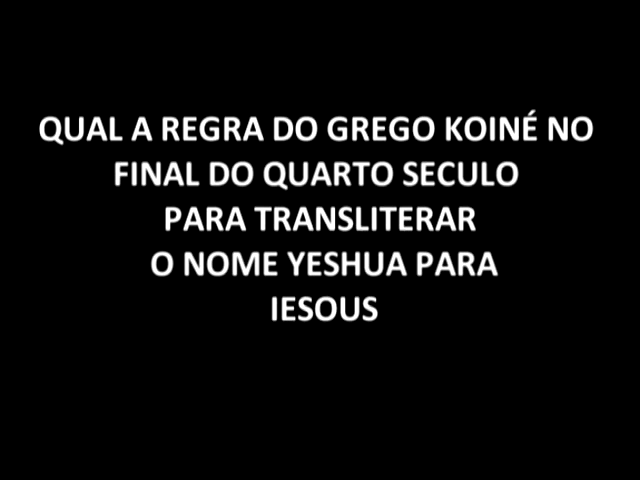 QUAL A REGRA DO GREGO KOINÉ NO
FINAL DO QUARTO SECULO
PARA TRANSLITERAR
O NOME YESHUA PARA
IESOUS